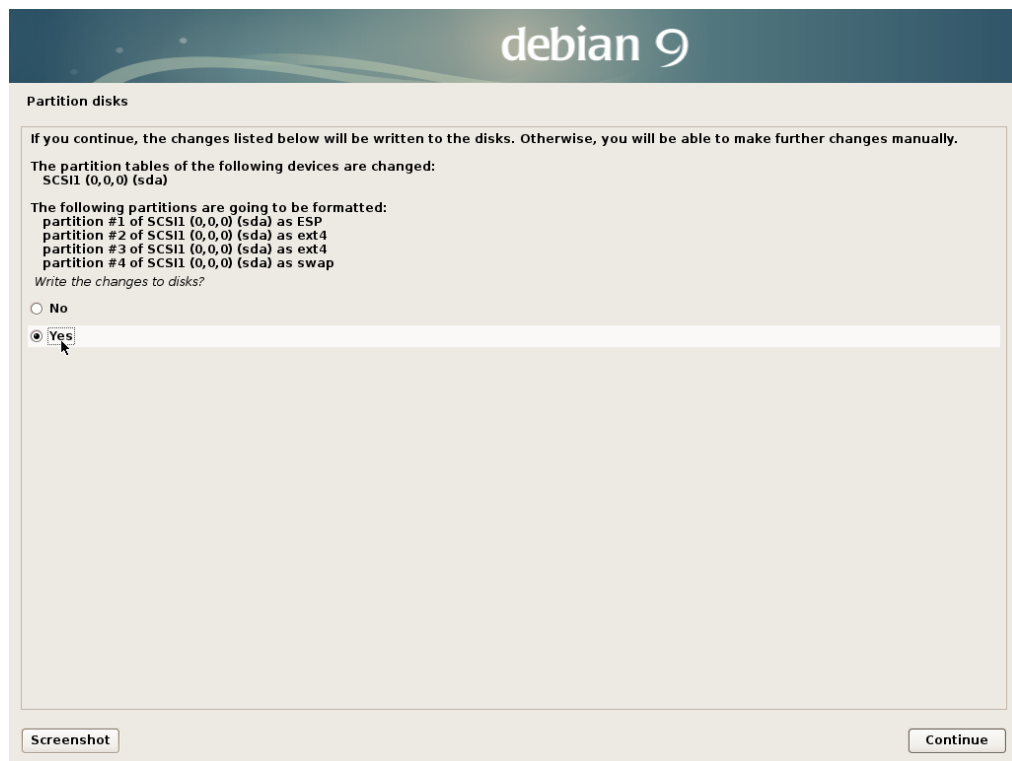 debian 9
Partition disks
If you continue, the changes listed below will be written to the disks. Otherwise, you will be able to make further changes manually.
The partition tables of the following devices are changed:
SCSI1 (0,0,0) (sda)
The following partitions are going to be formatted:
partition #1 of SCSI1 (0,0,0) (sda) as ESP
partition #2 of SCSI1 (0,0,0) (sda) as ext4
partition #3 of SCSI1 (0,0,0) (sda) as ext4
partition #4 of SCSI1 (0,0,0) (sda) as swap
Write the changes to disks?
No
Yes
Screenshot
Continue